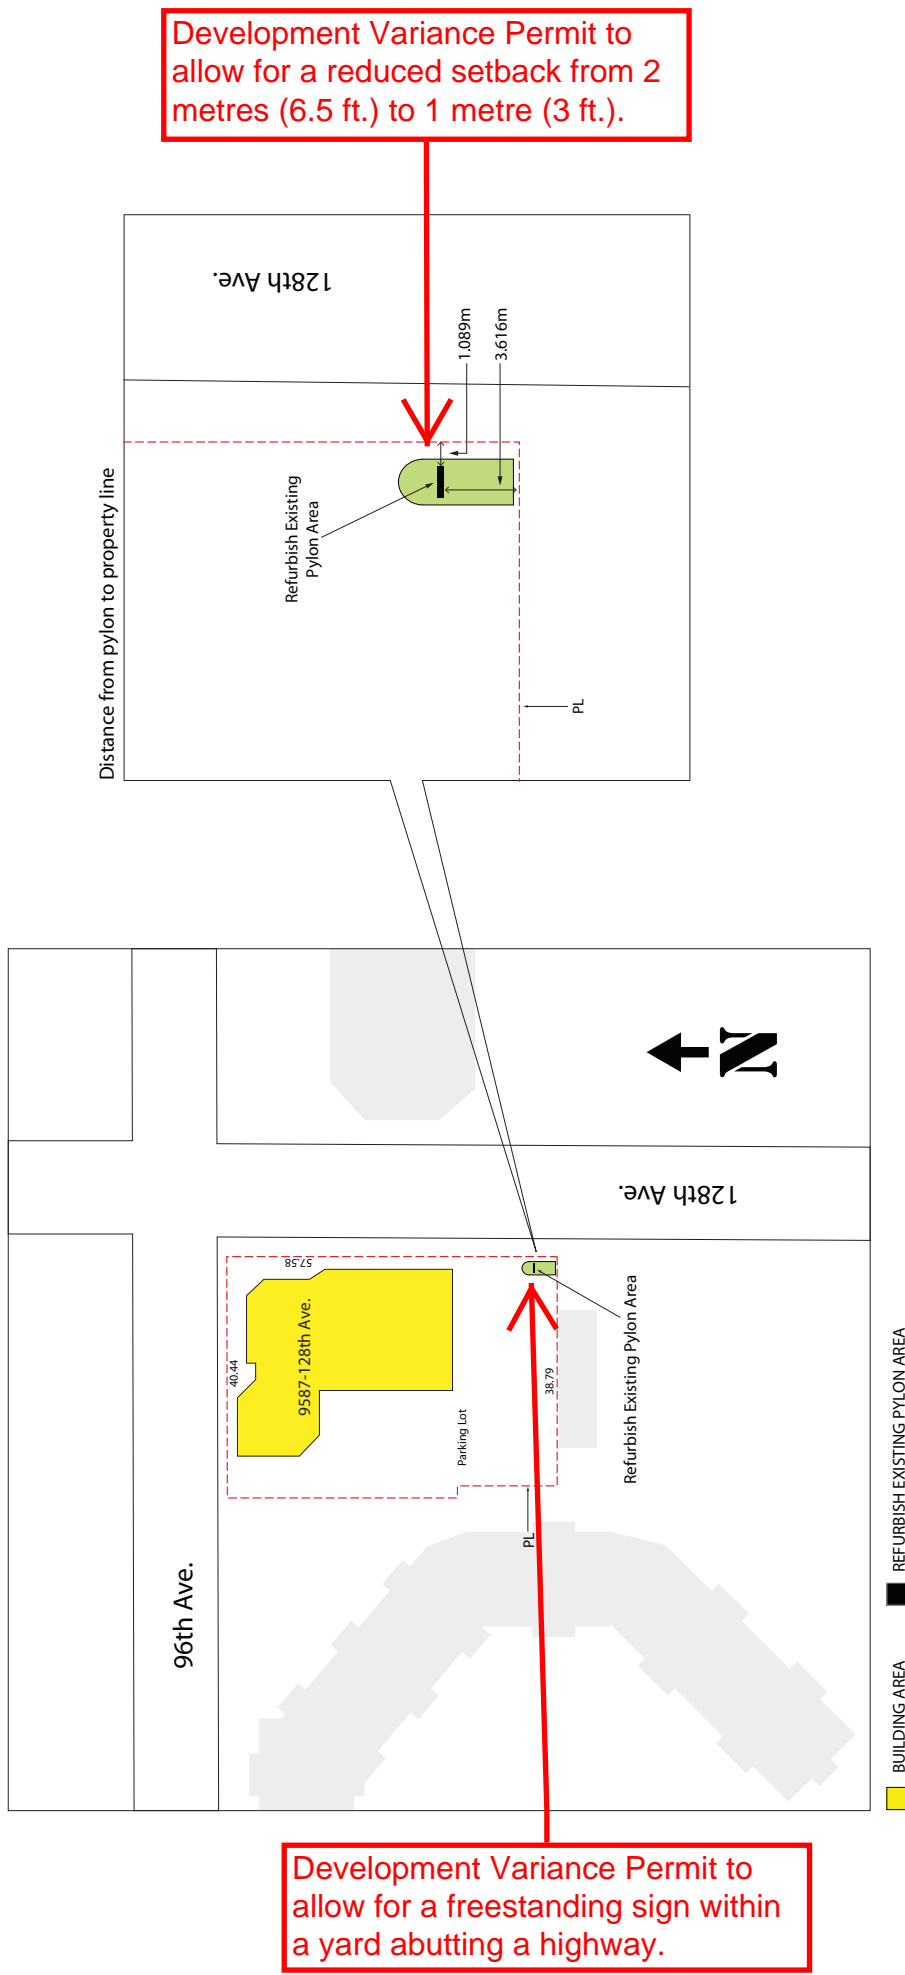 Development Variance Permit to
allow for a reduced setback from 2
metres (6.5 ft.) to 1 metre (3 ft.).
128th Ave.
1.089m
3.616m
Refurbish Existing
Pylon Area
Distance from pylon to property line
PL
N
128th Ave.
57.58
9587-128th Ave.
40.44
38.79
Parking Lot
Refurbish Existing Pylon Area
PL
96th Ave.
REFURBISH EXISTING PYLON AREA
BUILDING AREA
Development Variance Permit to
allow for a freestanding sign within
a yard abutting a highway.